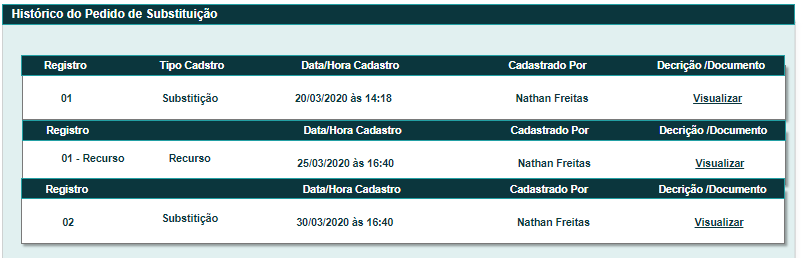 Histórico do Pedido de Substituição
Registro Tipo Cadstro Data/Hora Cadastro Cadastrado Por Decrição /Documento
01 Substitição 20/03/2020 às 14:18 Nathan Freitas Visualizar
Registro Data/Hora Cadastro Cadastrado Por Decrição /Documento
01 - Recurso Recurso 25/03/2020 às 16:40 Nathan Freitas Visualizar
Registro Data/Hora Cadastro Cadastrado Por Decrição /Documento
02 Substitição 30/03/2020 às 16:40 Nathan Freitas Visualizar